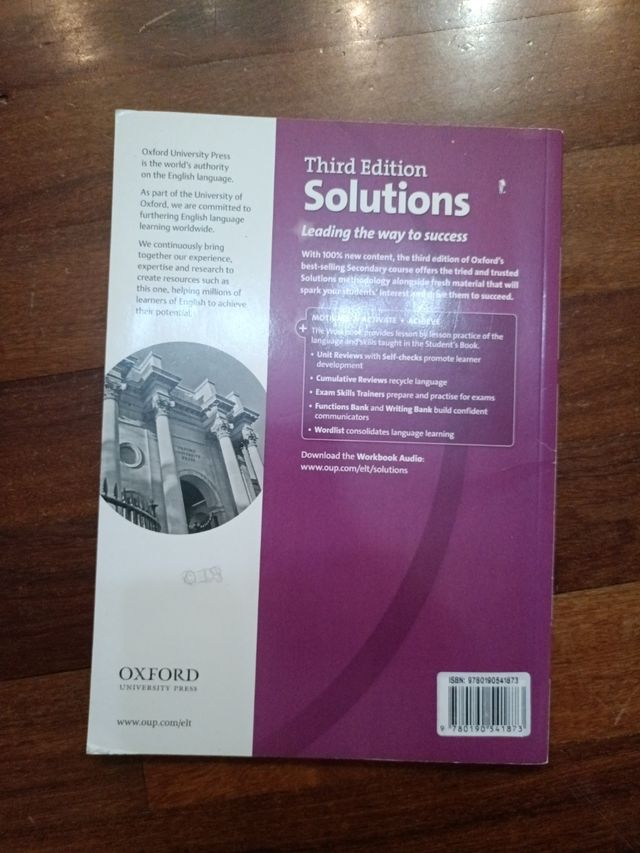 Oxford University Press
is the world's authority
on the English language.
As part of the University of
Oxford, we are committed to
furthering English language
learning worldwide.
We continuously bring
together our experience,
expertise and research to
create resources such as
this one, helping millions of
learners of English to achieve
their potential.
OXFORD
UNIVERSITY PRESS
www.oup.com/elt
Third Edition
Solutions
Leading the way to success
With 100% new content, the third edition of Oxford's
best-selling Secondary course offers the tried and trusted
Solutions methodology alongside fresh material that will
spark your students' interest and drive them to succeed.
MOTIVATE • ACTIVATE • ACHIEVE
The Workbook provides lesson by lesson practice of the
language and skills taught in the Student's Book.
• Unit Reviews with Self-checks promote learner
development
• Cumulative Reviews recycle language
• Exam Skills Trainers prepare and practise for exams
• Functions Bank and Writing Bank build confident
communicators
• Wordlist consolidates language learning
Download the Workbook Audio:
www.oup.com/elt/solutions
ISBN: 9780190541873
9 780190 541873